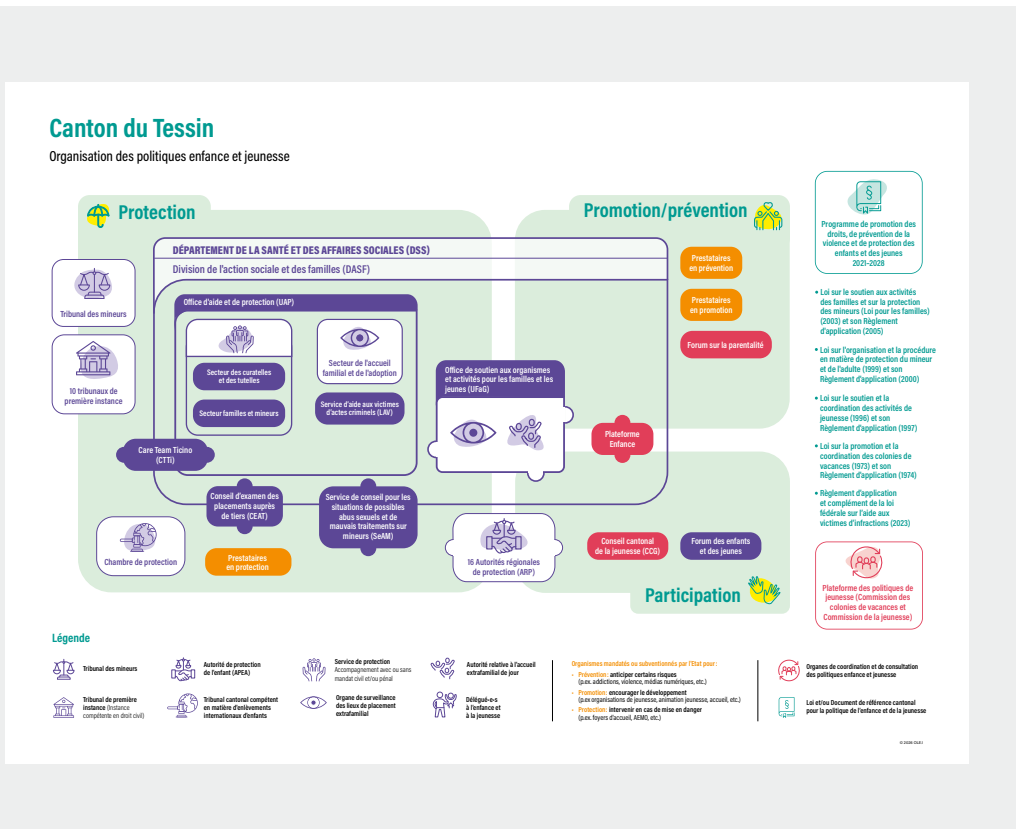 Canton du Tessin
Organisation des politiques enfance et jeunesse
Protection
Promotion/prévention
DÉPARTEMENT DE LA SANTÉ ET DES AFFAIRES SOCIALES (DSS)
Division de l'action sociale et des familles (DASF)
Tribunal des mineurs
10 tribunaux de
première instance
Office d'aide et de protection (UAP)
Secteur des curatelles
et des tutelles
Secteur familles et mineurs
Secteur de l'accueil
familial et de l'adoption
Service d'aide aux victimes
d'actes criminels (LAV)
Care Team Ticino
(CTTi)
Office de soutien aux organismes
et activités pour les familles et les
jeunes (UFaG)
Prestataires
en prévention
Prestataires
en promotion
Forum sur la parentalité
Plateforme
Enfance
Conseil d'examen des
placements auprès
de tiers (CEAT)
Service de conseil pour les
situations de possibles
abus sexuels et de
mauvais traitements sur
mineurs (SeAM)
Chambre de protection
Prestataires
en protection
16 Autorités régionales
de protection (ARP)
Conseil cantonal
de la jeunesse (CCG)
Forum des enfants
et des jeunes
Participation
§
Programme de promotion des
droits, de prévention de la
violence et de protection des
enfants et des jeunes
2021-2028
• Loi sur le soutien aux activités
des familles et sur la protection
des mineurs (Loi pour les familles)
(2003) et son Règlement
d'application (2005)
• Loi sur l'organisation et la procédure
en matière de protection du mineur
et de l'adulte (1999) et son
Règlement d'application (2000)
• Loi sur le soutien et la
coordination des activités de
jeunesse (1996) et son
Règlement d'application (1997)
• Loi sur la promotion et la
coordination des colonies de
vacances (1973) et son
Règlement d'application (1974)
• Règlement d'application
et complément de la loi
fédérale sur l'aide aux
victimes d'infractions (2023)
Plateforme des politiques de
jeunesse (Commission des
colonies de vacances et
Commission de la jeunesse)
Légende
Tribunal des mineurs
Tribunal de première
instance (Instance
compétente en droit civil)
Autorité de protection
de l'enfant (APEA)
Tribunal cantonal compétent
en matière d'enlèvements
internationaux d'enfants
Service de protection
Accompagnement avec ou sans
mandat civil et/ou pénal
Organe de surveillance
des lieux de placement
extrafamilial
Autorité relative à l'accueil
extrafamilial de jour
Délégué•e•s
à l'enfance et
à la jeunesse
Organismes mandatés ou subventionnés par l'Etat pour :
• Prévention: anticiper certains risques
(p.ex. addictions, violence, médias numériques, etc.)
• Promotion: encourager le développement
(p.ex organisations de jeunesse, animation jeunesse, accueil, etc.)
• Protection: intervenir en cas de mise en danger
(p.ex. foyers d'accueil, AEMO, etc.)
Organes de coordination et de consultation
des politiques enfance et jeunesse
§
Loi et/ou Document de référence cantonal
pour la politique de l'enfance et de la jeunesse